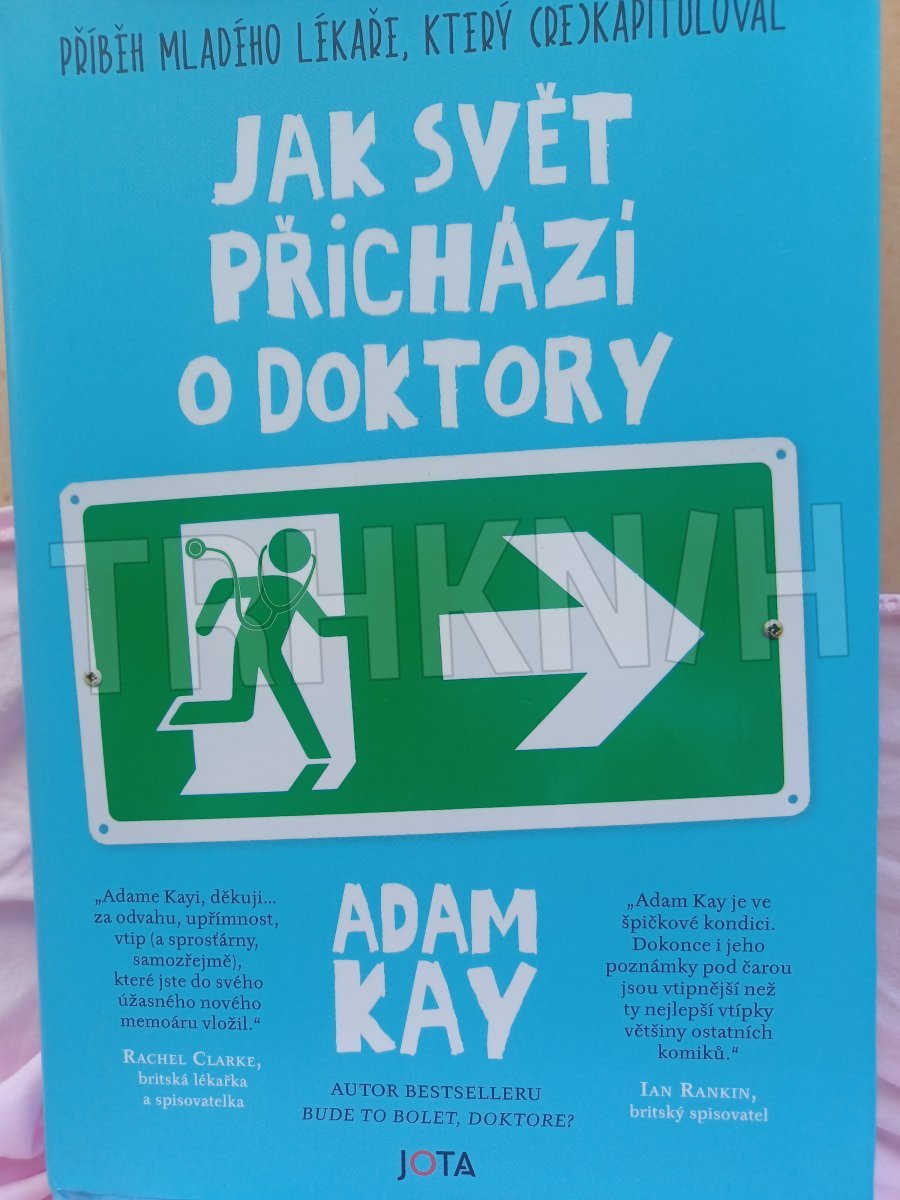 PŘÍBĚH MLADÉHO LÉKAŘE, KTERÝ (RE)KAPITULOVAL
JAK SVĚT
PŘiCHÁZÍ
O DOKTORY
TRHKN/H
„Adame Kayi, děkuji...
za odvahu, upřímnost,
vtip (a sprosťárny,
samozřejmě),
které jste do svého
úžasného nového
memoáru vložil.“
RACHEL CLARKE,
britská lékařka
a spisovatelka
ADAM
KAY
AUTOR BESTSELLERU
BUDE TO BOLET, DOKTORE?
„Adam Kay je ve
špičkové kondici.
Dokonce i jeho
poznámky pod čarou
jsou vtipnější než
ty nejlepší vtípky
většiny ostatních
komiků.“
IAN RANKIN,
britský spisovatel
JOTA